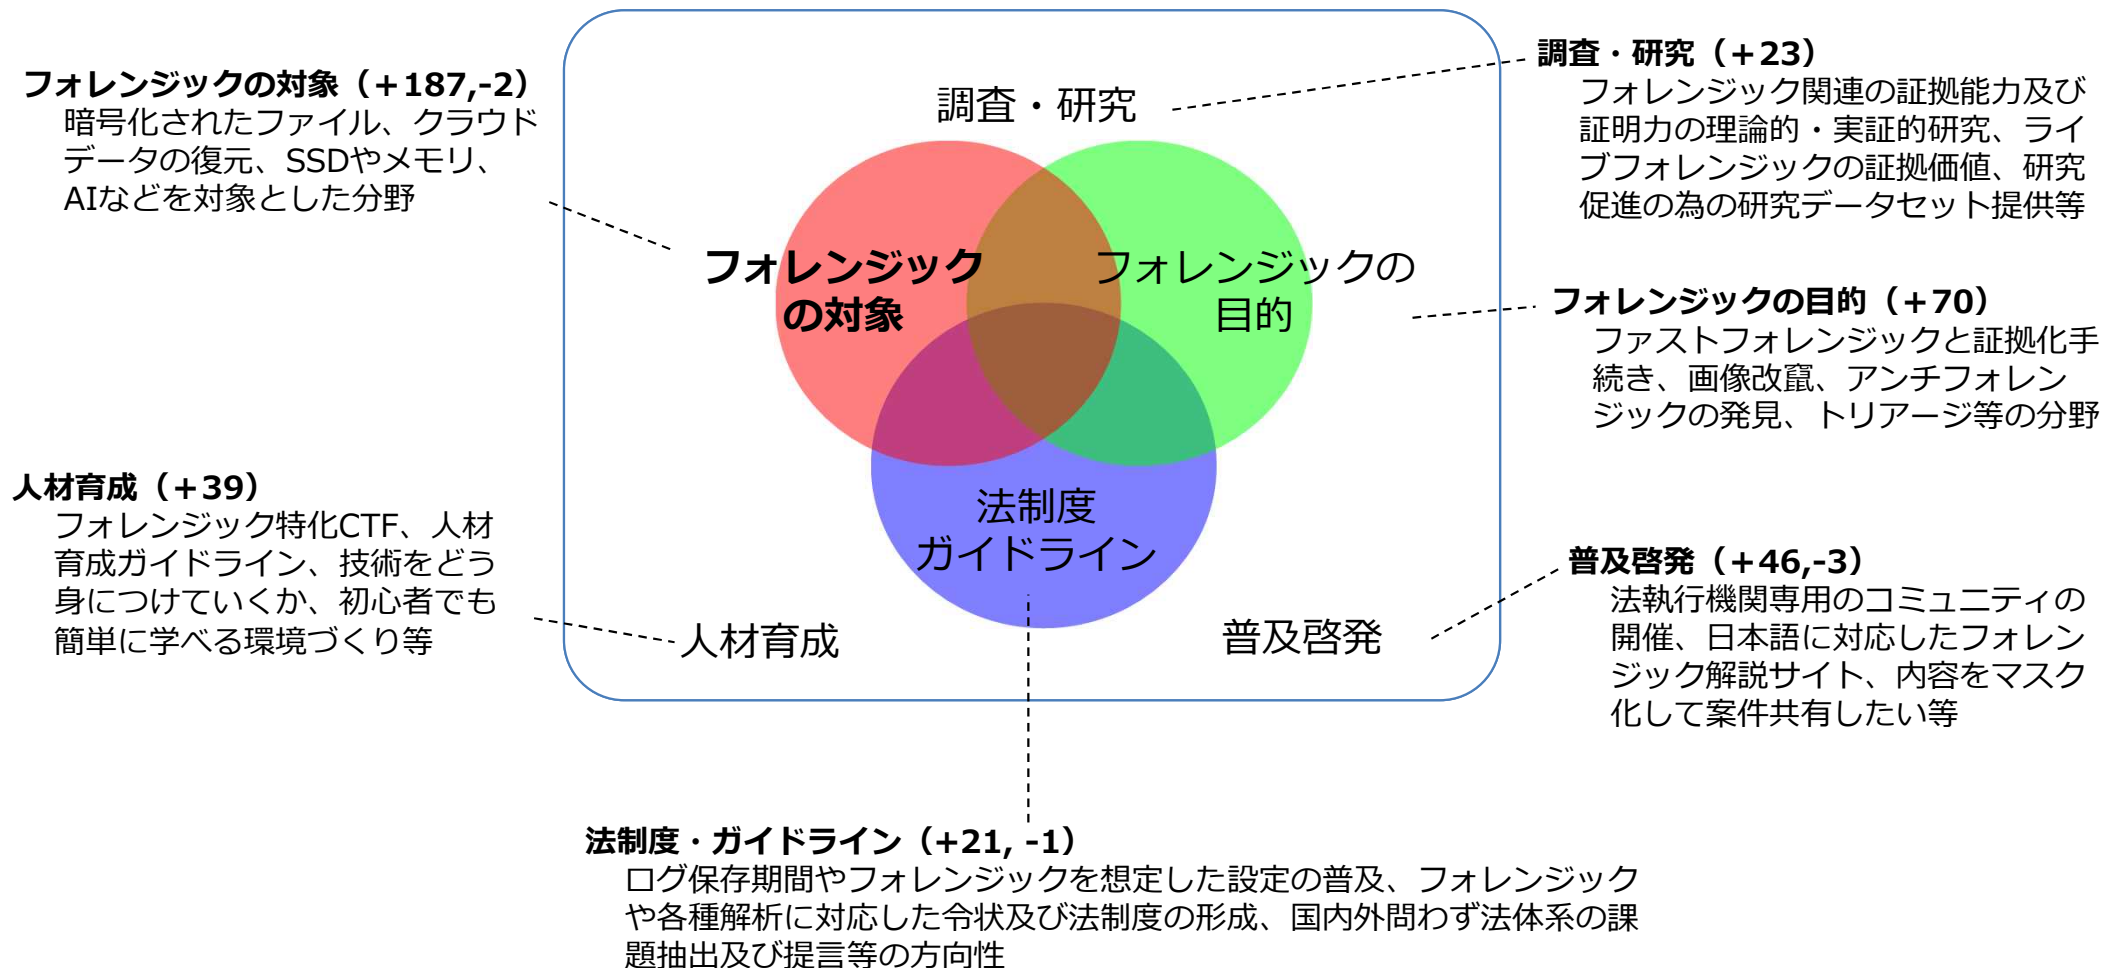 フォレンジックの対象（＋187,-2）
暗号化されたファイル、クラウド
データの復元、SSDやメモリ、
AIなどを対象とした分野
調査・研究（＋23）
フォレンジック関連の証拠能力及び
証明力の理論的・実証的研究、ライ
ブフォレンジックの証拠価値、研究
促進の為の研究データセット提供等
調査・研究
フォレンジック
の対象
フォレンジックの
目的
フォレンジックの目的（＋70）
ファストフォレンジックと証拠化手
続き、画像改竄、アンチフォレン
ジックの発見、トリアージ等の分野
人材育成（＋39）
フォレンジック特化CTF、人材
育成ガイドライン、技術をどう
身につけていくか、初心者でも
簡単に学べる環境づくり等
法制度
ガイドライン
人材育成
普及啓発
普及啓発（＋46,-3）
法執行機関専用のコミュニティの
開催、日本語に対応したフォレン
ジック解説サイト、内容をマスク
化して案件共有したい等
法制度・ガイドライン（+21, -1）
ログ保存期間やフォレンジックを想定した設定の普及、フォレンジック
や各種解析に対応した令状及び法制度の形成、国内外問わず法体系の課
題抽出及び提言等の方向性